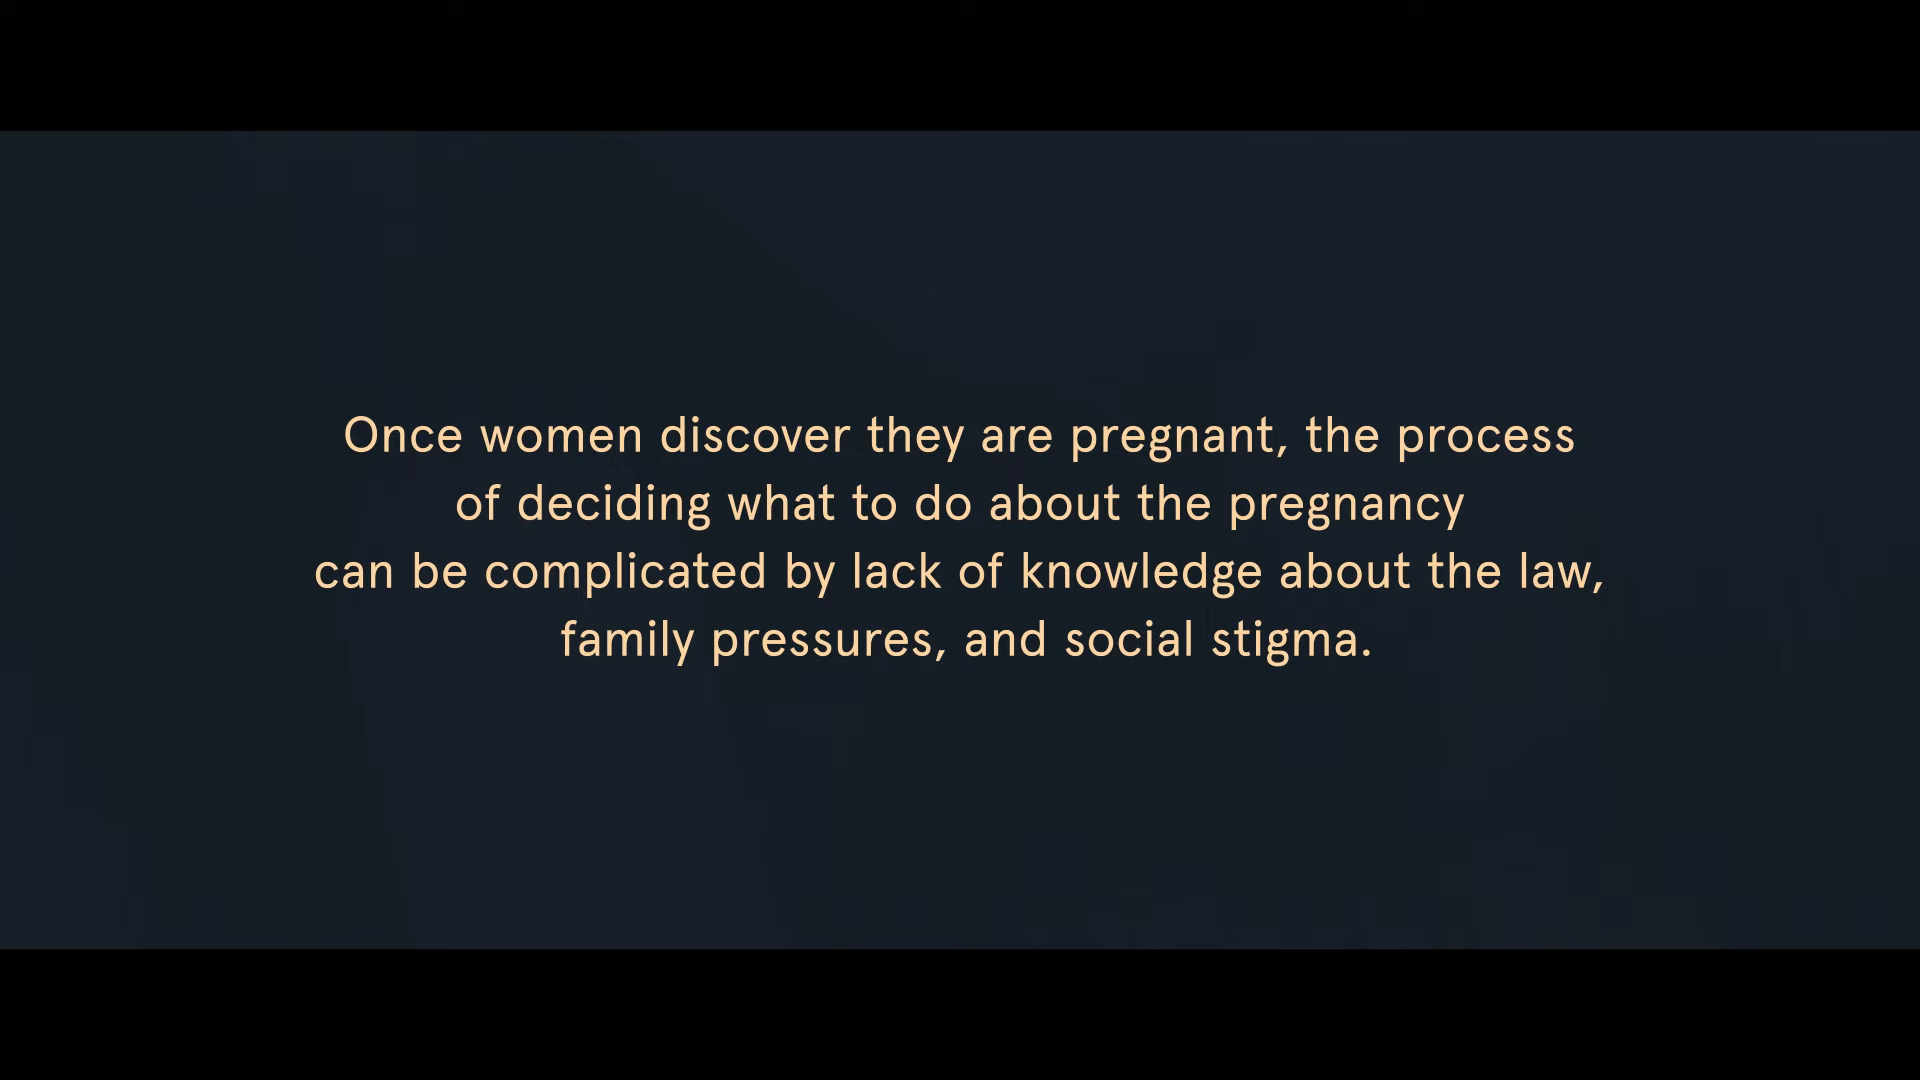 Once women discover they are pregnant, the process
of deciding what to do about the pregnancy
can be complicated by lack of knowledge about the law,
family pressures, and social stigma.